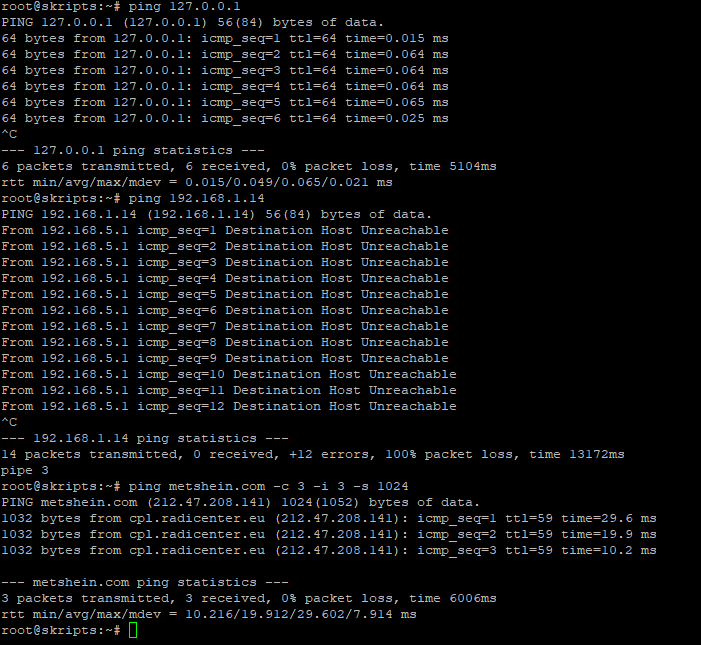 root@skripts:~# ping 127.0.0.1
PING 127.0.0.1 (127.0.0.1) 56(84) bytes of data.
64 bytes from 127.0.0.1: icmp_seq=1 ttl=64 time=0.015 ms
64 bytes from 127.0.0.1: icmp_seq=2 ttl=64 time=0.064 ms
64 bytes from 127.0.0.1: icmp_seq=3 ttl=64 time=0.064 ms
64 bytes from 127.0.0.1: icmp_seq=4 ttl=64 time=0.064 ms
64 bytes from 127.0.0.1: icmp_seq=5 ttl=64 time=0.065 ms
64 bytes from 127.0.0.1: icmp_seq=6 ttl=64 time=0.025 ms
^C
--- 127.0.0.1 ping statistics ---
6 packets transmitted, 6 received, 0% packet loss, time 5104ms
rtt min/avg/max/mdev = 0.015/0.049/0.065/0.021 ms
root@skripts:~# ping 192.168.1.14
PING 192.168.1.14 (192.168.1.14) 56(84) bytes of data.
From 192.168.5.1 icmp_seq=1 Destination Host Unreachable
From 192.168.5.1 icmp_seq=2 Destination Host Unreachable
From 192.168.5.1 icmp_seq=3 Destination Host Unreachable
From 192.168.5.1 icmp_seq=4 Destination Host Unreachable
From 192.168.5.1 icmp_seq=5 Destination Host Unreachable
From 192.168.5.1 icmp_seq=6 Destination Host Unreachable
From 192.168.5.1 icmp_seq=7 Destination Host Unreachable
From 192.168.5.1 icmp_seq=8 Destination Host Unreachable
From 192.168.5.1 icmp_seq=9 Destination Host Unreachable
From 192.168.5.1 icmp_seq=10 Destination Host Unreachable
From 192.168.5.1 icmp_seq=11 Destination Host Unreachable
From 192.168.5.1 icmp_seq=12 Destination Host Unreachable
^C
--- 192.168.1.14 ping statistics ---
14 packets transmitted, 0 received, +12 errors, 100% packet loss, time 13172ms
pipe 3
root@skripts:~# ping metshein.com -c 3 -i 3 -s 1024
PING metshein.com (212.47.208.141) 1024(1052) bytes of data.
1032 bytes from cpl.radicenter.eu (212.47.208.141): icmp_seq=1 ttl=59 time=29.6 ms
1032 bytes from cpl.radicenter.eu (212.47.208.141): icmp_seq=2 ttl=59 time=19.9 ms
1032 bytes from cpl.radicenter.eu (212.47.208.141): icmp_seq=3 ttl=59 time=10.2 ms
--- metshein.com ping statistics ---
3 packets transmitted, 3 received, 0% packet loss, time 6006ms
rtt min/avg/max/mdev = 10.216/19.912/29.602/7.914 ms
root@skripts:~#